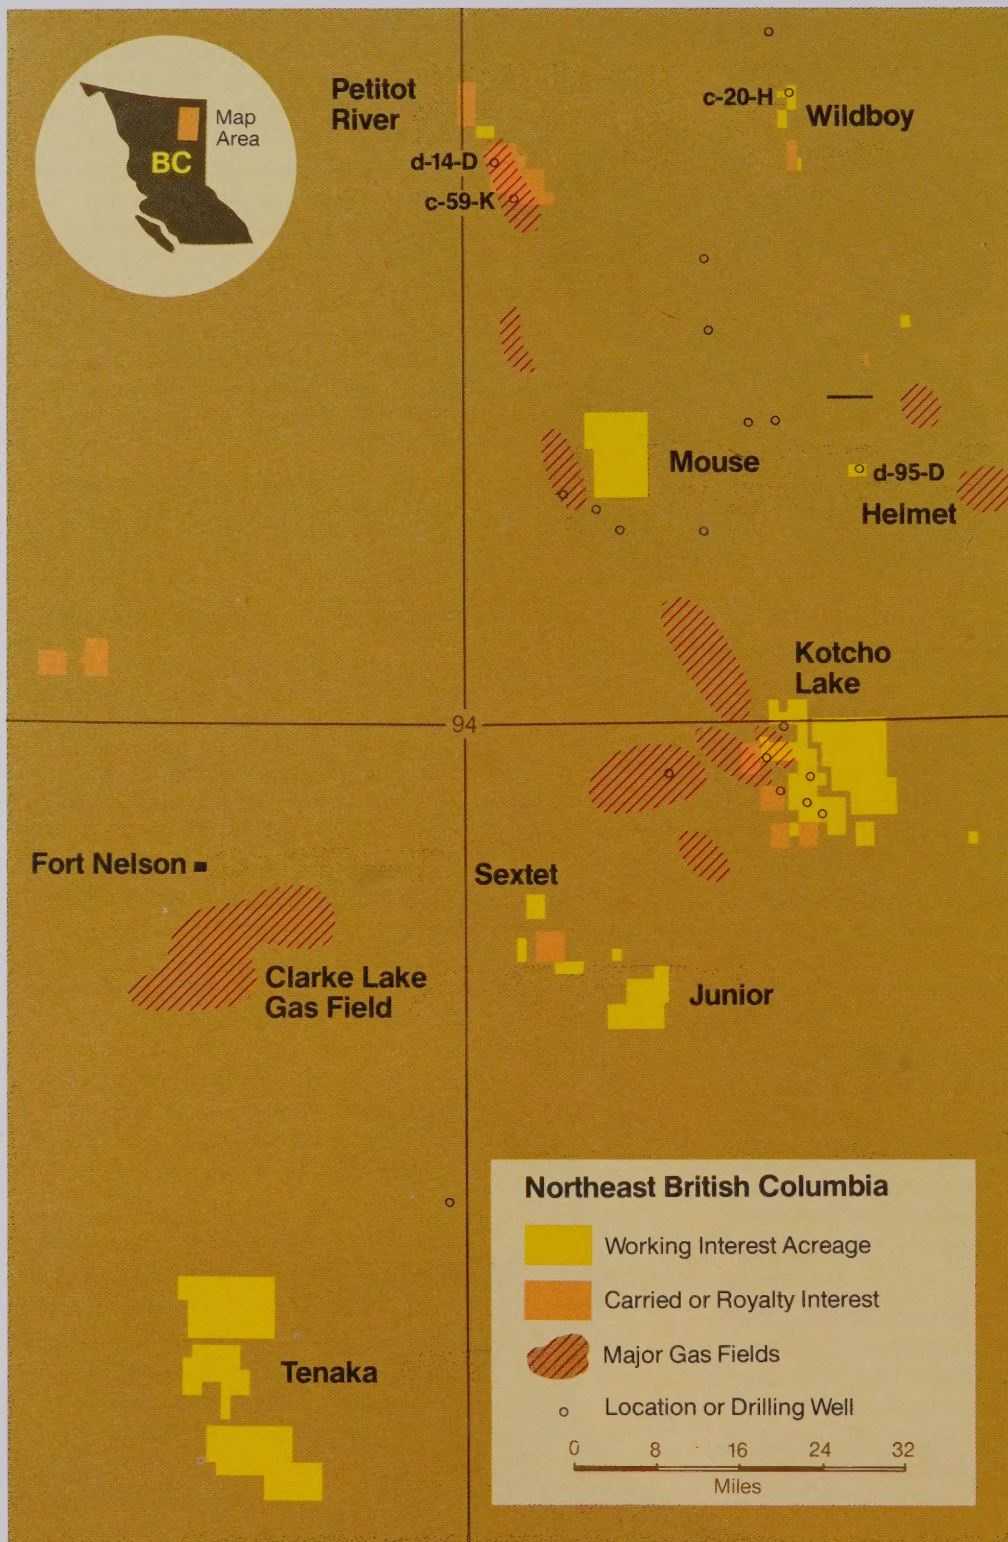 Petitot
River
Map
Area
BC
c-20-H
Wildboy
d-14-D
c-59-K
Mouse
d-95-D
Helmet
Kotcho
Lake
94
Fort Nelson
Sextet
Clarke Lake
Gas Field
Junior
Tenaka
Northeast British Columbia
Working Interest Acreage
Carried or Royalty Interest
Major Gas Fields
Location or Drilling Well
0 8 16 24 32
Miles